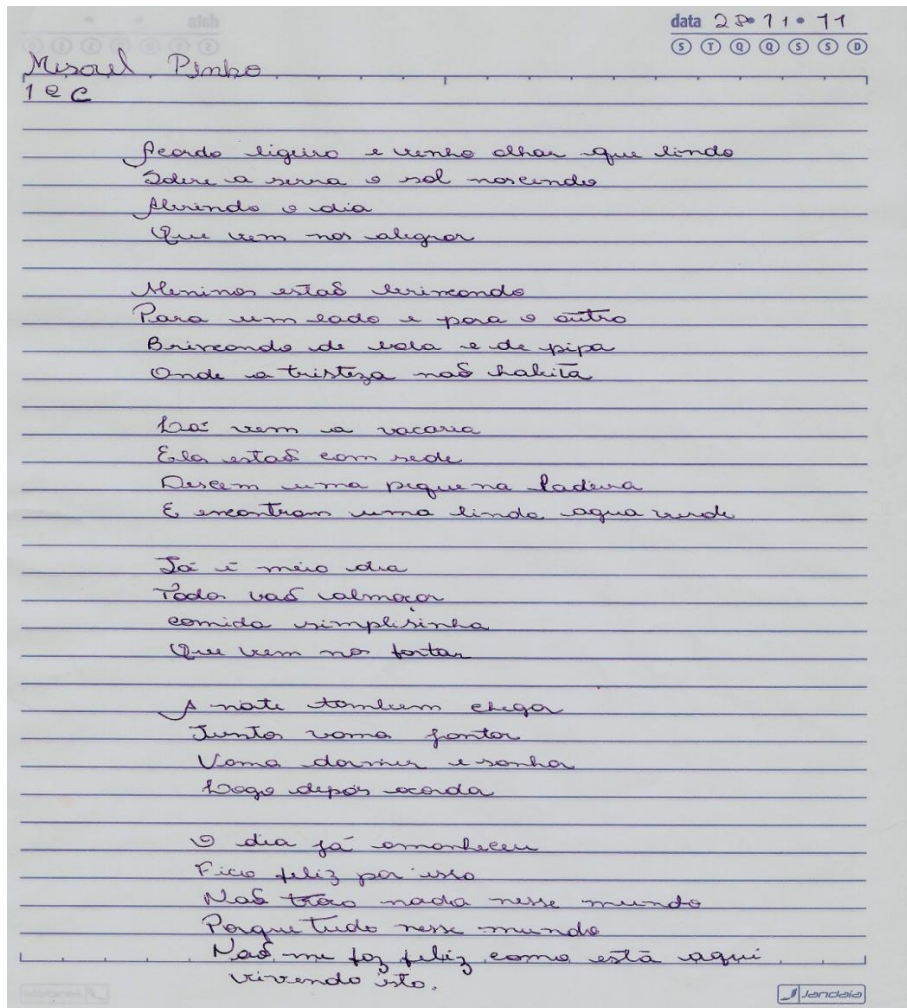 data 28•11•11
S T Q Q S S D
Misael Pinho
1º C
Acordo ligeiro e venho olhar que lindo
Sobre a serra o sol nascendo
Abrindo o dia
Que vem nos alegrar
Meninos estaõ brincando
Para um lado e para o outro
Brincando de bola e de pipa
Onde a tristeza naõ habita
Lá vem a vacaria
Elas estaõ com sede
Descem uma pequena ladeira
E encontram uma linda agua verde
Já é meio dia
Todos vaõ almoçar
comida simplisinha
Que vem nos fortar
A noite tambem chega
Juntos vamos jantar
Vamos dormir e sonha
Logo depois acorda
O dia já amanheceu
Fico feliz por isso
Naõ troco nada nesse mundo
Porque tudo nesse mundo
Naõ me faz feliz como está aqui
vivendo isto.
Jandaia